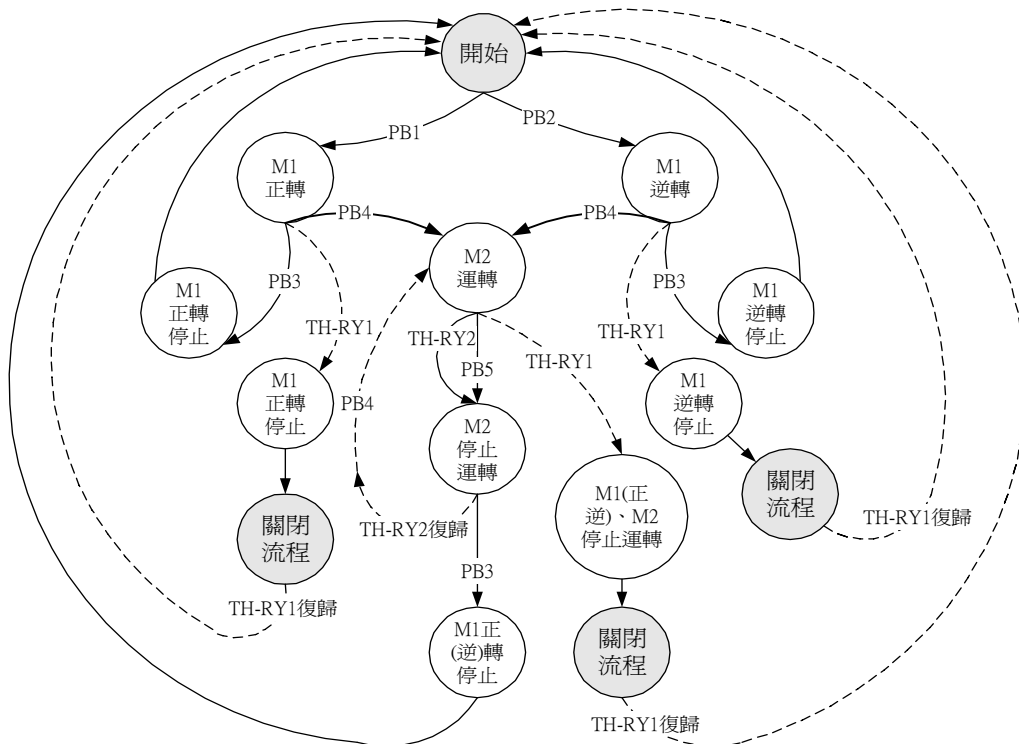 開始
PB1
PB2
M1
正轉
M1
逆轉
PB4
PB4
M2
運轉
PB3
PB3
M1
正轉
停止
M1
逆轉
停止
TH-RY1
TH-RY2
TH-RY1
TH-RY1
PB5
M1
正轉
停止
PB4
M1
逆轉
停止
M2
停止
運轉
關閉
流程
M1(正
逆)、M2
停止運轉
關閉
流程
TH-RY2復歸
TH-RY1復歸
PB3
TH-RY1復歸
M1正
(逆)轉
停止
關閉
流程
TH-RY1復歸